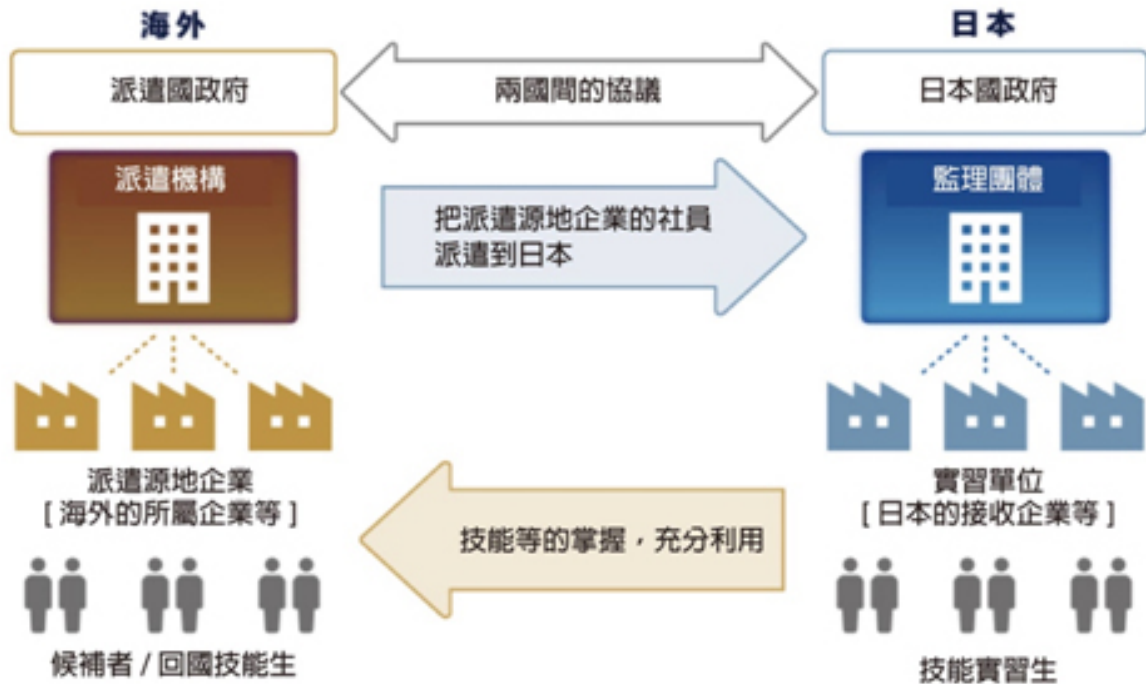 海外
日本
派遣國政府
兩國間的協議
日本國政府
派遣機構
監理團體
把派遣源地企業的社員
派遣到日本
派遣源地企業
[ 海外的所屬企業等 ]
實習單位
[ 日本的接收企業等 ]
技能等的掌握，充分利用
候補者 / 回國技能生
技能實習生